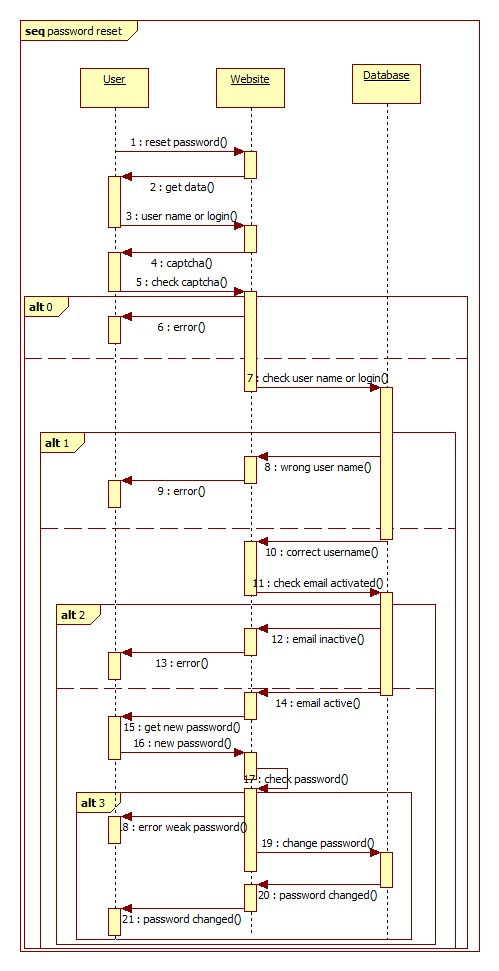 seq password reset
User
Website
Database
1 : reset password()
2 : get data()
3 : user name or login()
4 : captcha()
5 : check captcha()
alt 0
6 : error()
7 : check user name or login()
alt 1
8 : wrong user name()
9 : error()
10 : correct username()
11 : check email activated()
alt 2
12 : email inactive()
13 : error()
14 : email active()
15 : get new password()
16 : new password()
17 : check password()
alt 3
8 : error weak password()
19 : change password()
20 : password changed()
21 : password changed()